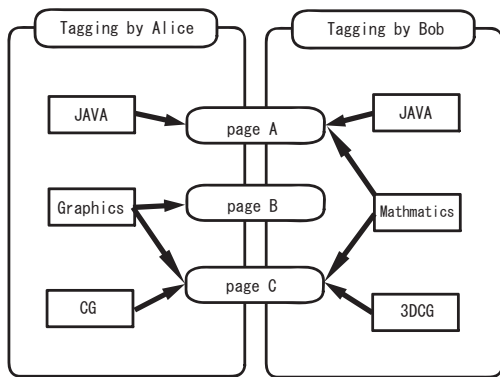 Tagging by Alice
Tagging by Bob
JAVA
page A
JAVA
Graphics
page B
Mathmatics
CG
page C
3DCG